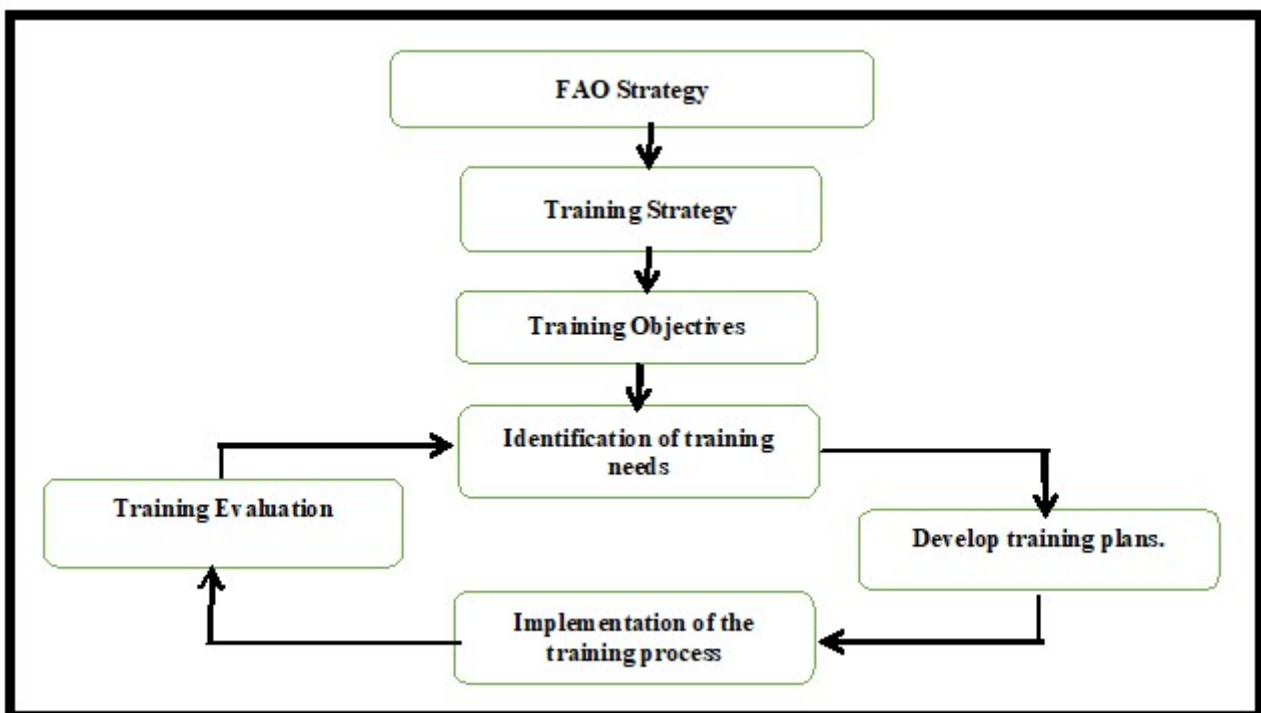 FAO Strategy
Training Strategy
Training Objectives
Identification of training
needs
Training Evaluation
Develop training plans.
Implementation of the
training process